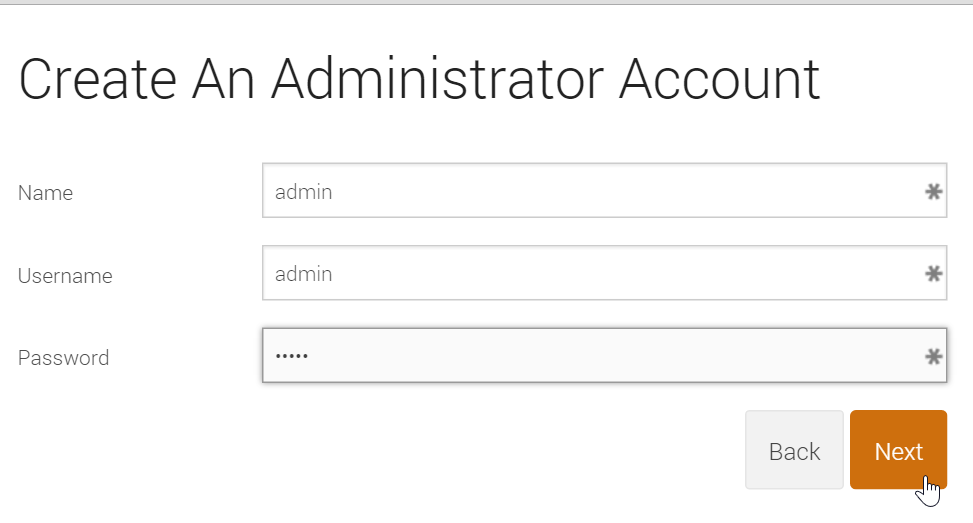 Create An Administrator Account
Name
admin
Username
admin
Password
•••••
Back
Next